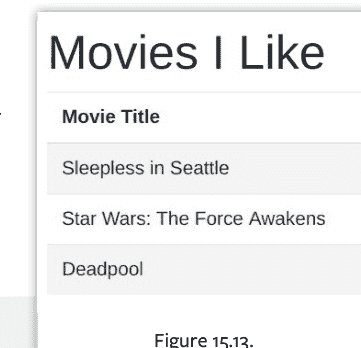 Movies I Like
Movie Title
Sleepless in Seattle
Star Wars: The Force Awakens
Deadpool
Figure 15.13.